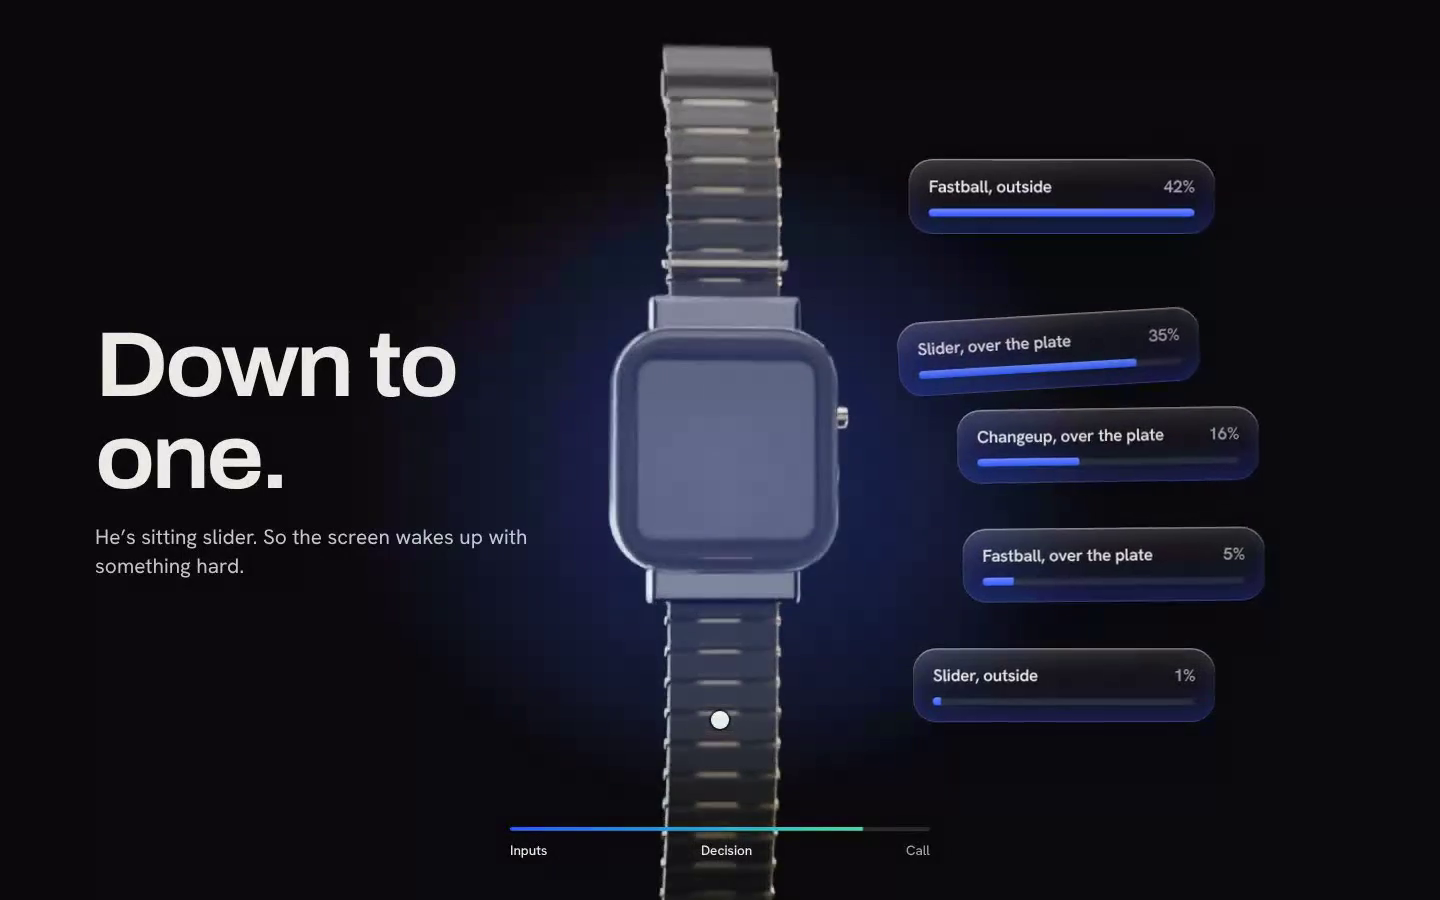 Down to
one.
He’s sitting slider. So the screen wakes up with
something hard.
Fastball, outside 42%
Slider, over the plate 35%
Changeup, over the plate 16%
Fastball, over the plate 5%
Slider, outside 1%
Inputs Decision Call